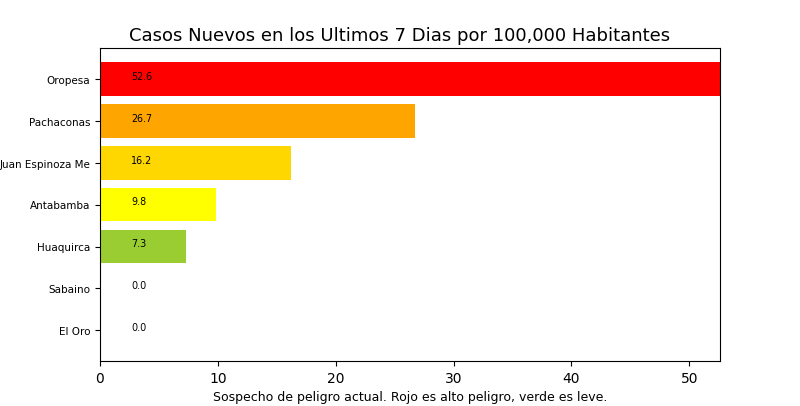 Casos Nuevos en los Ultimos 7 Dias por 100,000 Habitantes
Oropesa 52.6
Pachaconas 26.7
Juan Espinoza Me 16.2
Antabamba 9.8
Huaquirca 7.3
Sabaino 0.0
El Oro 0.0
0 10 20 30 40 50
Sospecho de peligro actual. Rojo es alto peligro, verde es leve.